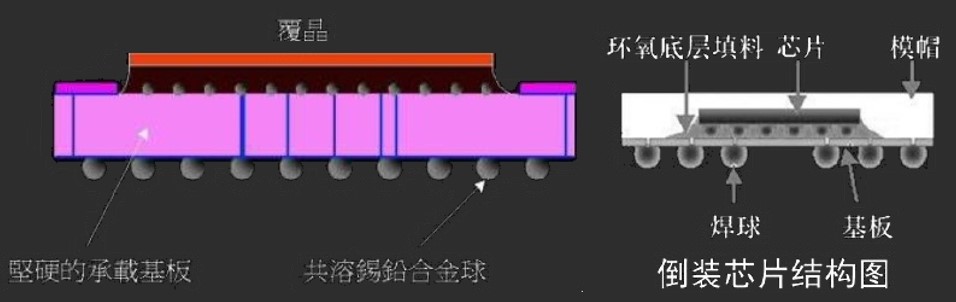 覆晶
堅硬的承載基板
共溶錫鉛合金球
环氧底层填料
芯片
模帽
焊球
基板
倒装芯片结构图